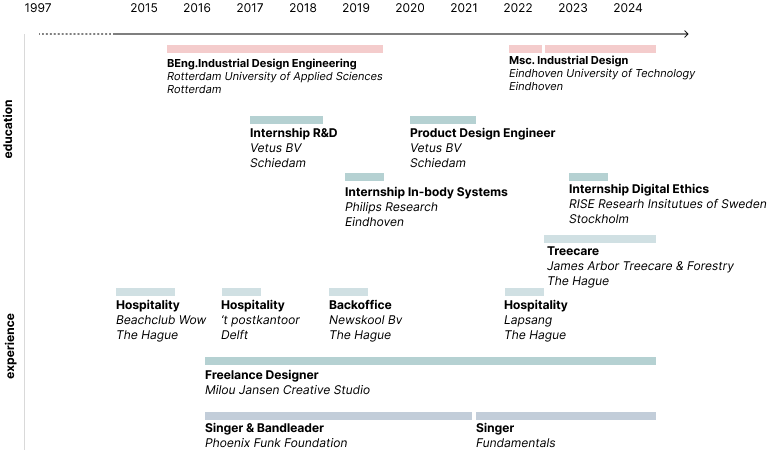 1997 2015 2016 2017 2018 2019 2020 2021 2022 2023 2024
education
BEng.Industrial Design Engineering
Rotterdam University of Applied Sciences
Rotterdam
Msc. Industrial Design
Eindhoven University of Technology
Eindhoven
Internship R&D
Vetus BV
Schiedam
Product Design Engineer
Vetus BV
Schiedam
Internship In-body Systems
Philips Research
Eindhoven
Internship Digital Ethics
RISE Researh Insitutues of Sweden
Stockholm
Treecare
James Arbor Treecare & Forestry
The Hague
experience
Hospitality
Beachclub Wow
The Hague
Hospitality
't postkantoor
Delft
Backoffice
Newskool Bv
The Hague
Hospitality
Lapsang
The Hague
Freelance Designer
Milou Jansen Creative Studio
Singer & Bandleader
Phoenix Funk Foundation
Singer
Fundamentals